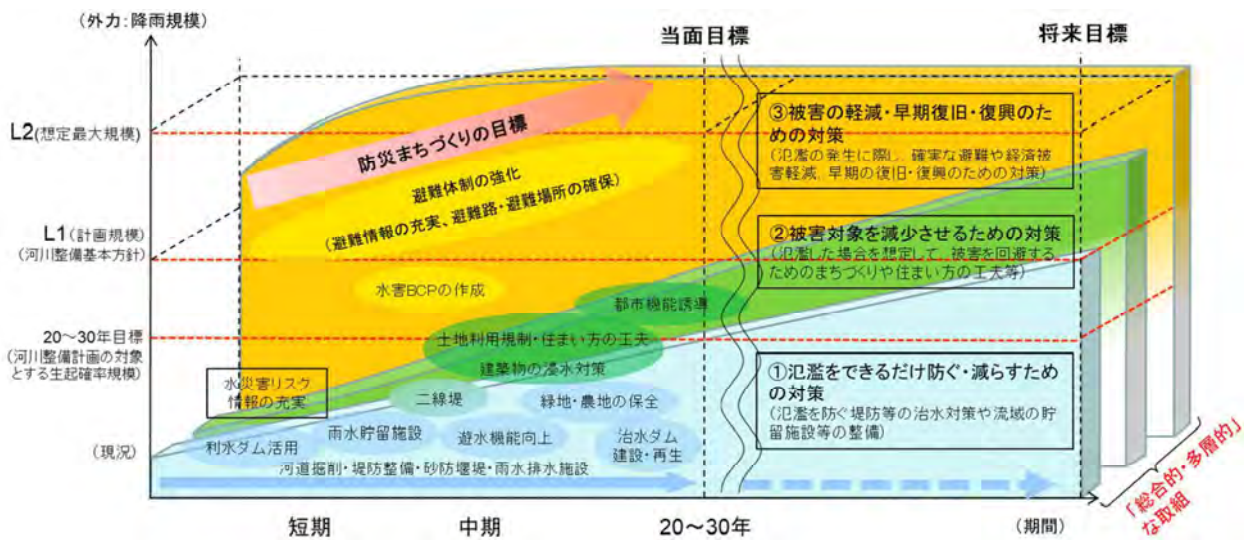 （外力：降雨規模）
当面目標
将来目標
L2(想定最大規模)
防災まちづくりの目標
③被害の軽減・早期復旧・復興のた
めの対策
（氾濫の発生に際し、確実な避難や経済被
害軽減、早期の復旧・復興のための対策）
避難体制の強化
（避難情報の充実、避難路・避難場所の確保）
L1(計画規模)
（河川整備基本方針）
②被害対象を減少させるための対策
（氾濫した場合を想定して、被害を回避する
ためのまちづくりや住まい方の工夫等）
水害BCPの作成
都市機能誘導
20～30年目標
（河川整備計画の対象
とする生起確率規模）
土地利用規制・住まい方の工夫
建築物の浸水対策
①氾濫をできるだけ防ぐ・減らすため
の対策
（氾濫を防ぐ堤防等の治水対策や流域の貯
留施設等の整備）
水災害リスク
情報の充実
二線堤
緑地・農地の保全
（現況）
利水ダム活用
雨水貯留施設
遊水機能向上
治水ダム
建設・再生
河道掘削・堤防整備・砂防堰堤・雨水排水施設
「総合的・多層的」
な取組
短期
中期
20～30年
（期間）